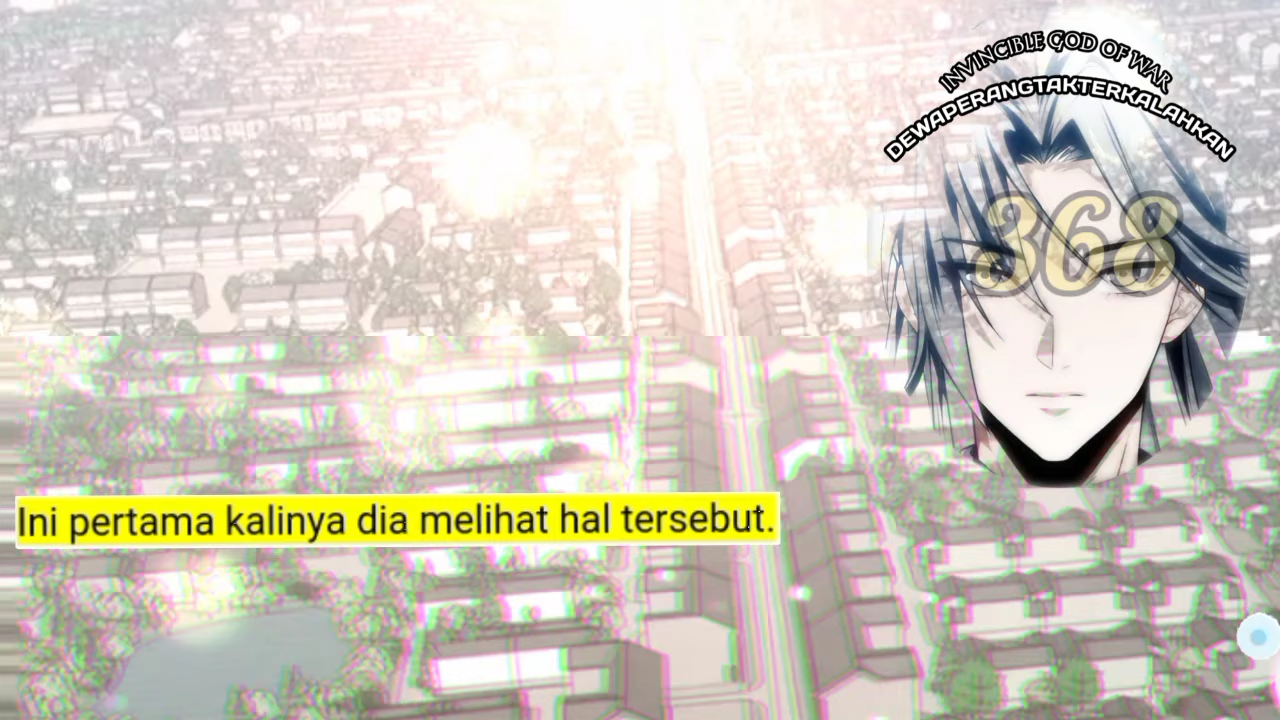 INVINCIBLE GOD OF WAR
DEWAPERANGTAKTERKALAHKAN
368
Ini pertama kalinya dia melihat hal tersebut.